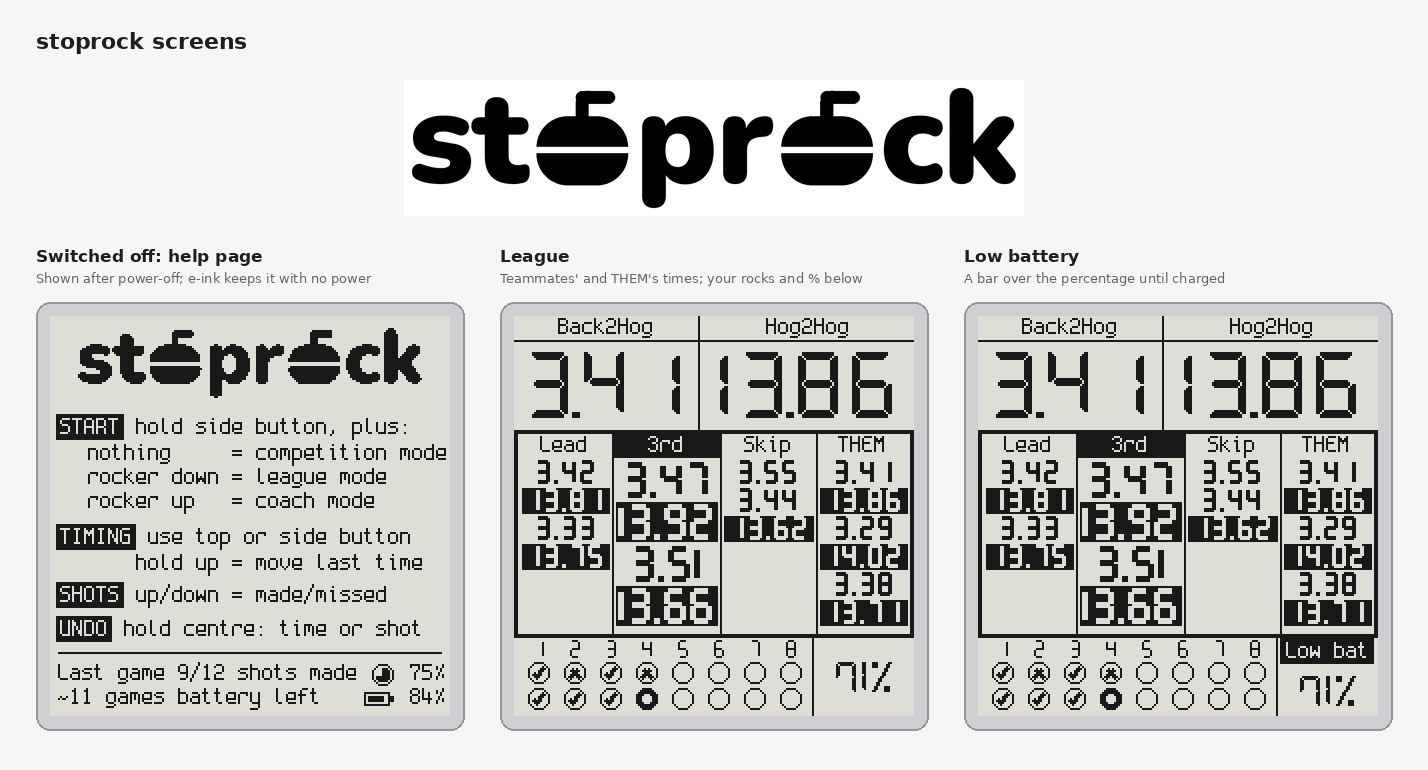 stoprock screens
stoprock
Switched off: help page
Shown after power-off; e-ink keeps it with no power
stoprock
START hold side button, plus:
nothing = competition mode
rocker down = league mode
rocker up = coach mode
TIMING use top or side button
hold up = move last time
SHOTS up/down = made/missed
UNDO hold centre: time or shot
Last game 9/12 shots made 75%
~11 games battery left 84%
League
Teammates' and THEM's times; your rocks and % below
Back2Hog Hog2Hog
3.41 13.86
Lead 3rd Skip THEM
3.42 3.47 3.55 3.41
13.81 13.92 3.44 13.86
3.33 3.51 13.62 3.29
13.15 13.66 14.02
3.38
13.71
1 2 3 4 5 6 7 8
71%
Low battery
A bar over the percentage until charged
Back2Hog Hog2Hog
3.41 13.86
Lead 3rd Skip THEM
3.42 3.47 3.55 3.41
13.81 13.92 3.44 13.86
3.33 3.51 13.62 3.29
13.15 13.66 14.02
3.38
13.71
1 2 3 4 5 6 7 8
Low bat
71%